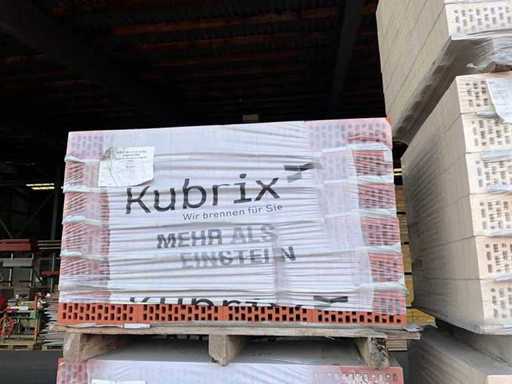 Kubrix
Wir brennen für Sie
MEHR ALS
EINSTEIN
Kubrix